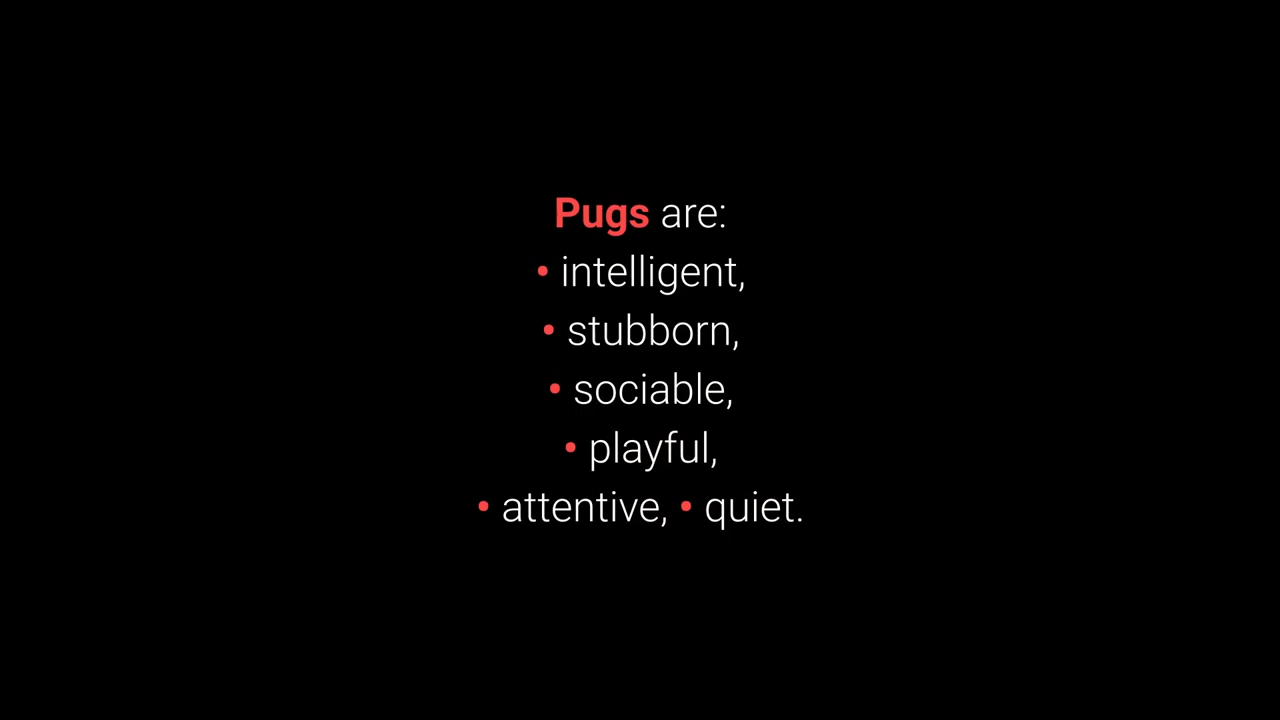 Pugs are:
• intelligent,
• stubborn,
• sociable,
• playful,
• attentive, • quiet.